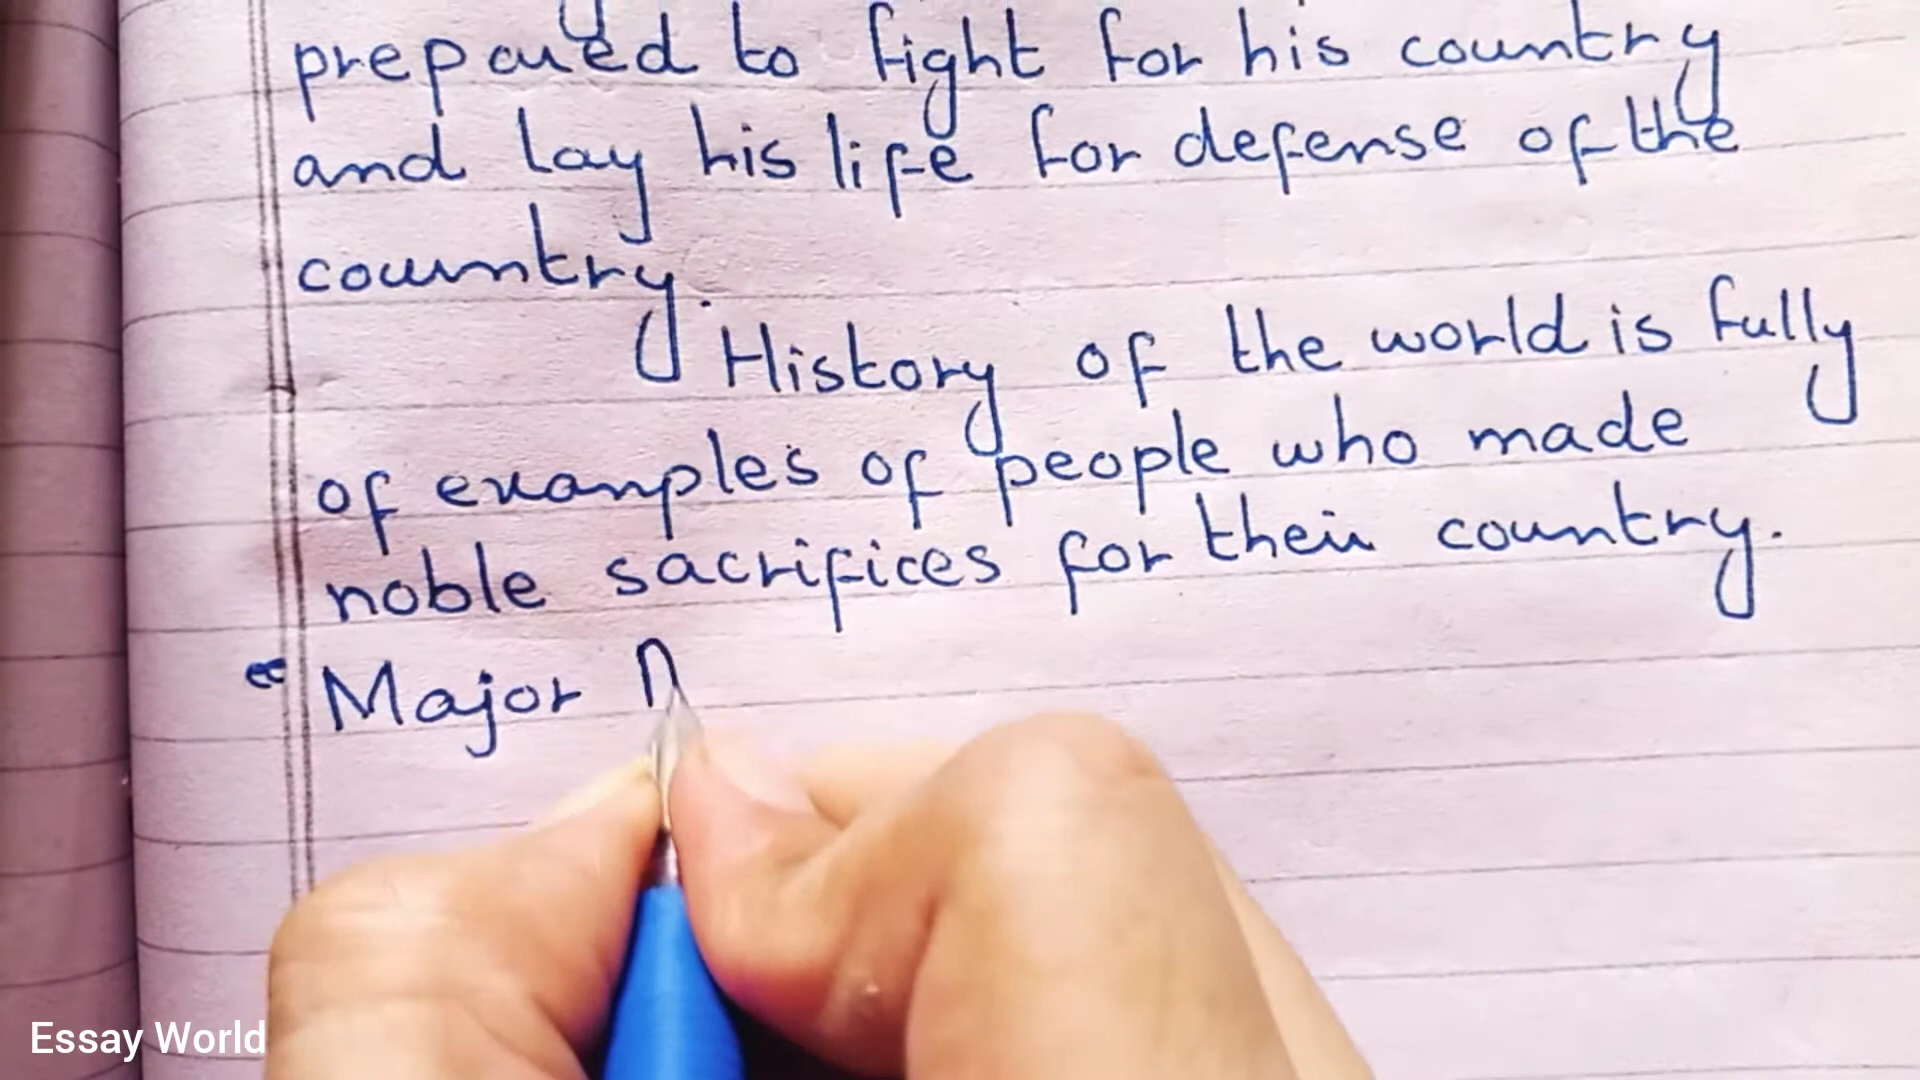 prepared to fight for his country
and lay his life for defense of the
country.
History of the world is fully
of examples of people who made
noble sacrifices for their country.
" Major
Essay World